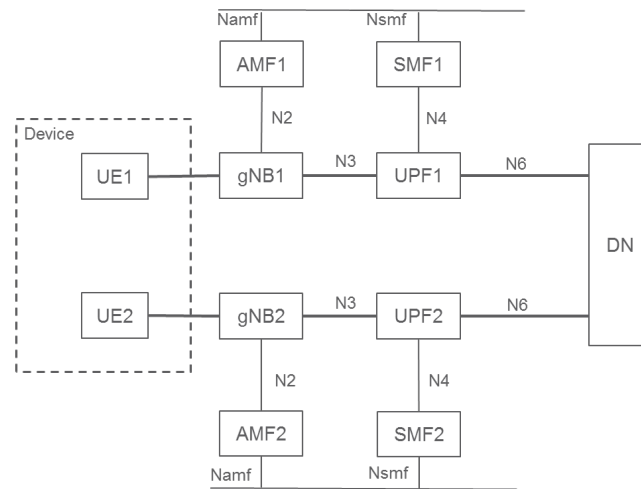 Namf
Nsmf
AMF1
SMF1
N2
N4
Device
UE1
gNB1
N3
UPF1
N6
DN
UE2
gNB2
N3
UPF2
N6
N2
N4
AMF2
SMF2
Namf
Nsmf